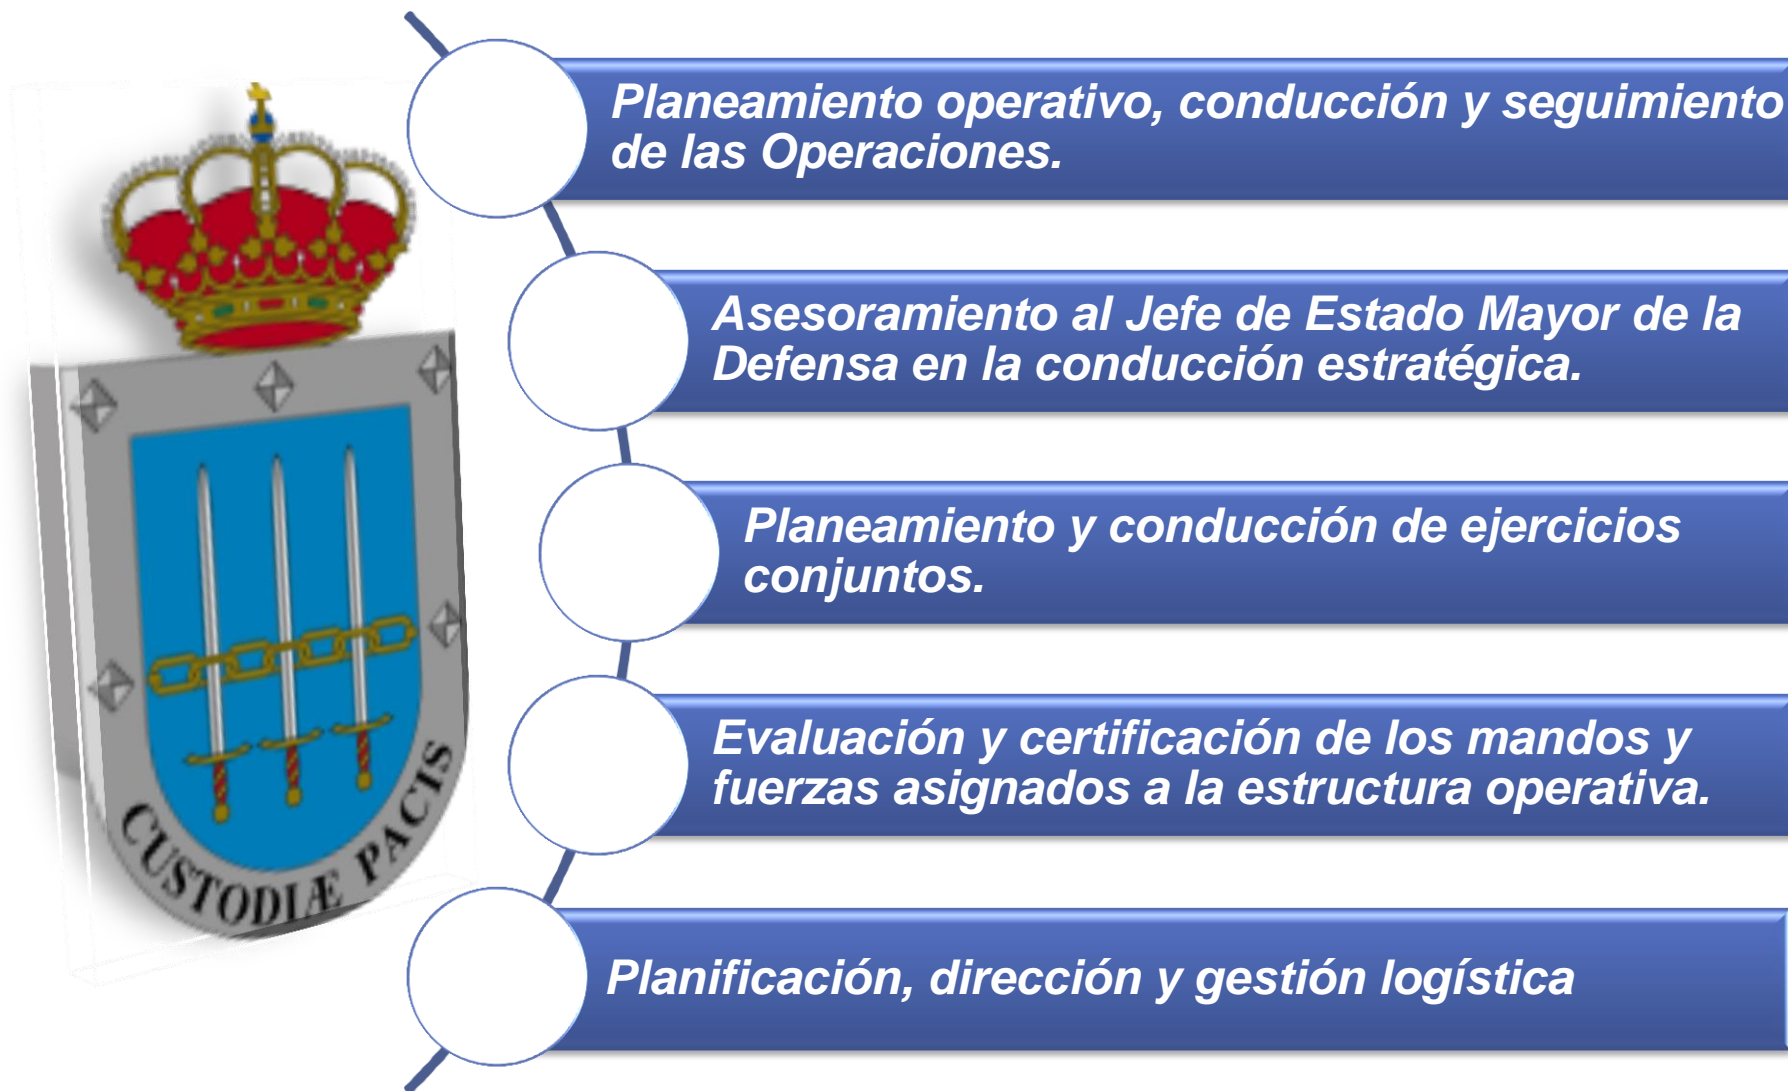 Planeamiento operativo, conducción y seguimiento
de las Operaciones.
Asesoramiento al Jefe de Estado Mayor de la
Defensa en la conducción estratégica.
Planeamiento y conducción de ejercicios
conjuntos.
Evaluación y certificación de los mandos y
fuerzas asignados a la estructura operativa.
Planificación, dirección y gestión logística
CUSTODIÆ PACIS